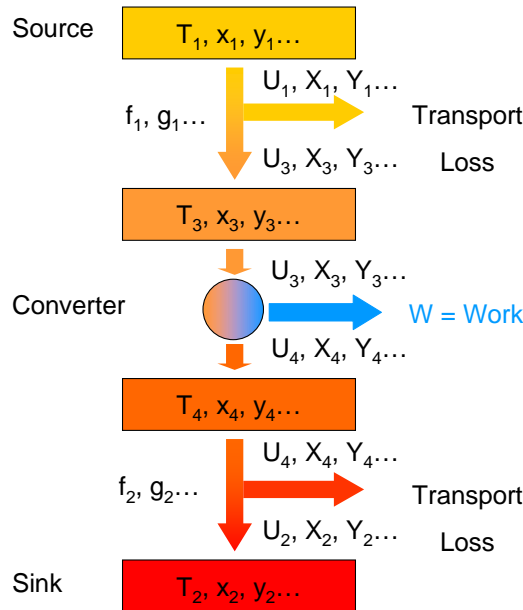 Source
T₁, x₁, y₁…
U₁, X₁, Y₁…
f₁, g₁…
Transport
Loss
U₃, X₃, Y₃…
T₃, x₃, y₃…
U₃, X₃, Y₃…
Converter
W = Work
U₄, X₄, Y₄…
T₄, x₄, y₄…
U₄, X₄, Y₄…
f₂, g₂…
Transport
Loss
U₂, X₂, Y₂…
Sink
T₂, x₂, y₂…